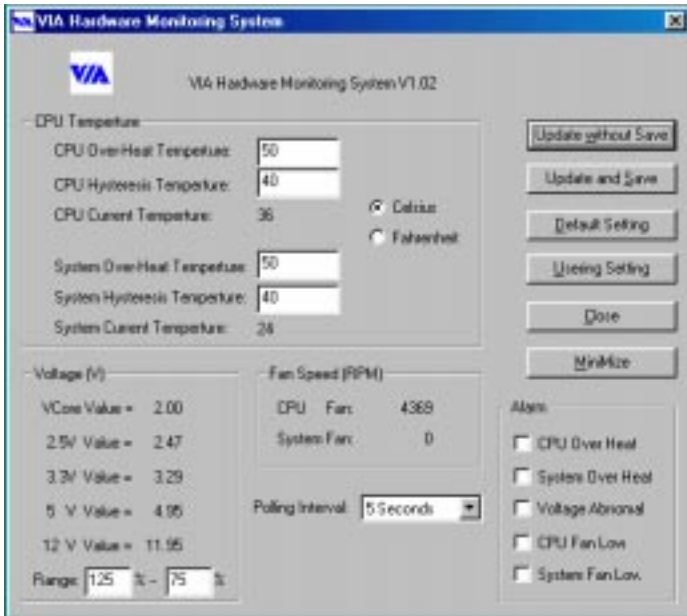 VIA Hardware Monitoring System
VIA
VIA Hardware Monitoring System V1.02
CPU Temperture
CPU Over-Heat Temperture: 50
CPU Hysteresis Temperture: 40
CPU Current Temperture: 36
Celsius
Fahrenheit
System Over-Heat Temperture: 50
System Hysteresis Temperture: 40
System Current Temperture: 24
Update without Save
Update and Save
Default Setting
Usering Setting
Close
MiniMize
Voltage (V)
VCore Value = 2.00
2.5V Value = 2.47
3.3V Value = 3.29
5 V Value = 4.95
12 V Value = 11.95
Range: 125 % - 75 %
Fan Speed (RPM)
CPU Fan: 4369
System Fan: 0
Polling Interval: 5 Seconds
Alarm
CPU Over Heat
System Over Heat
Voltage Abnomal
CPU Fan Low
System Fan Low.